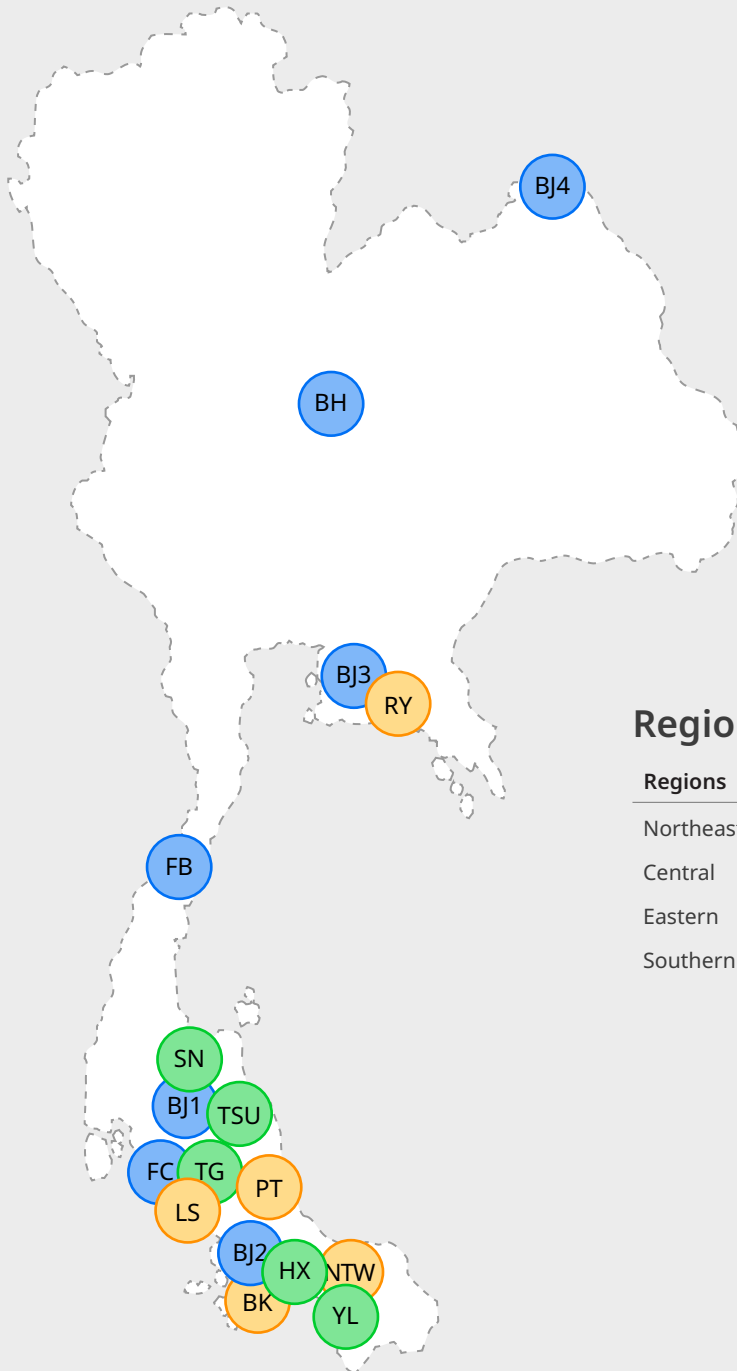 BJ4
BH
BJ3
RY
Regio
Regions
Northeast
Central
Eastern
Southern
FB
SN
BJ1
TSU
FC
TG
PT
LS
BJ2
HX
NTW
BK
YL